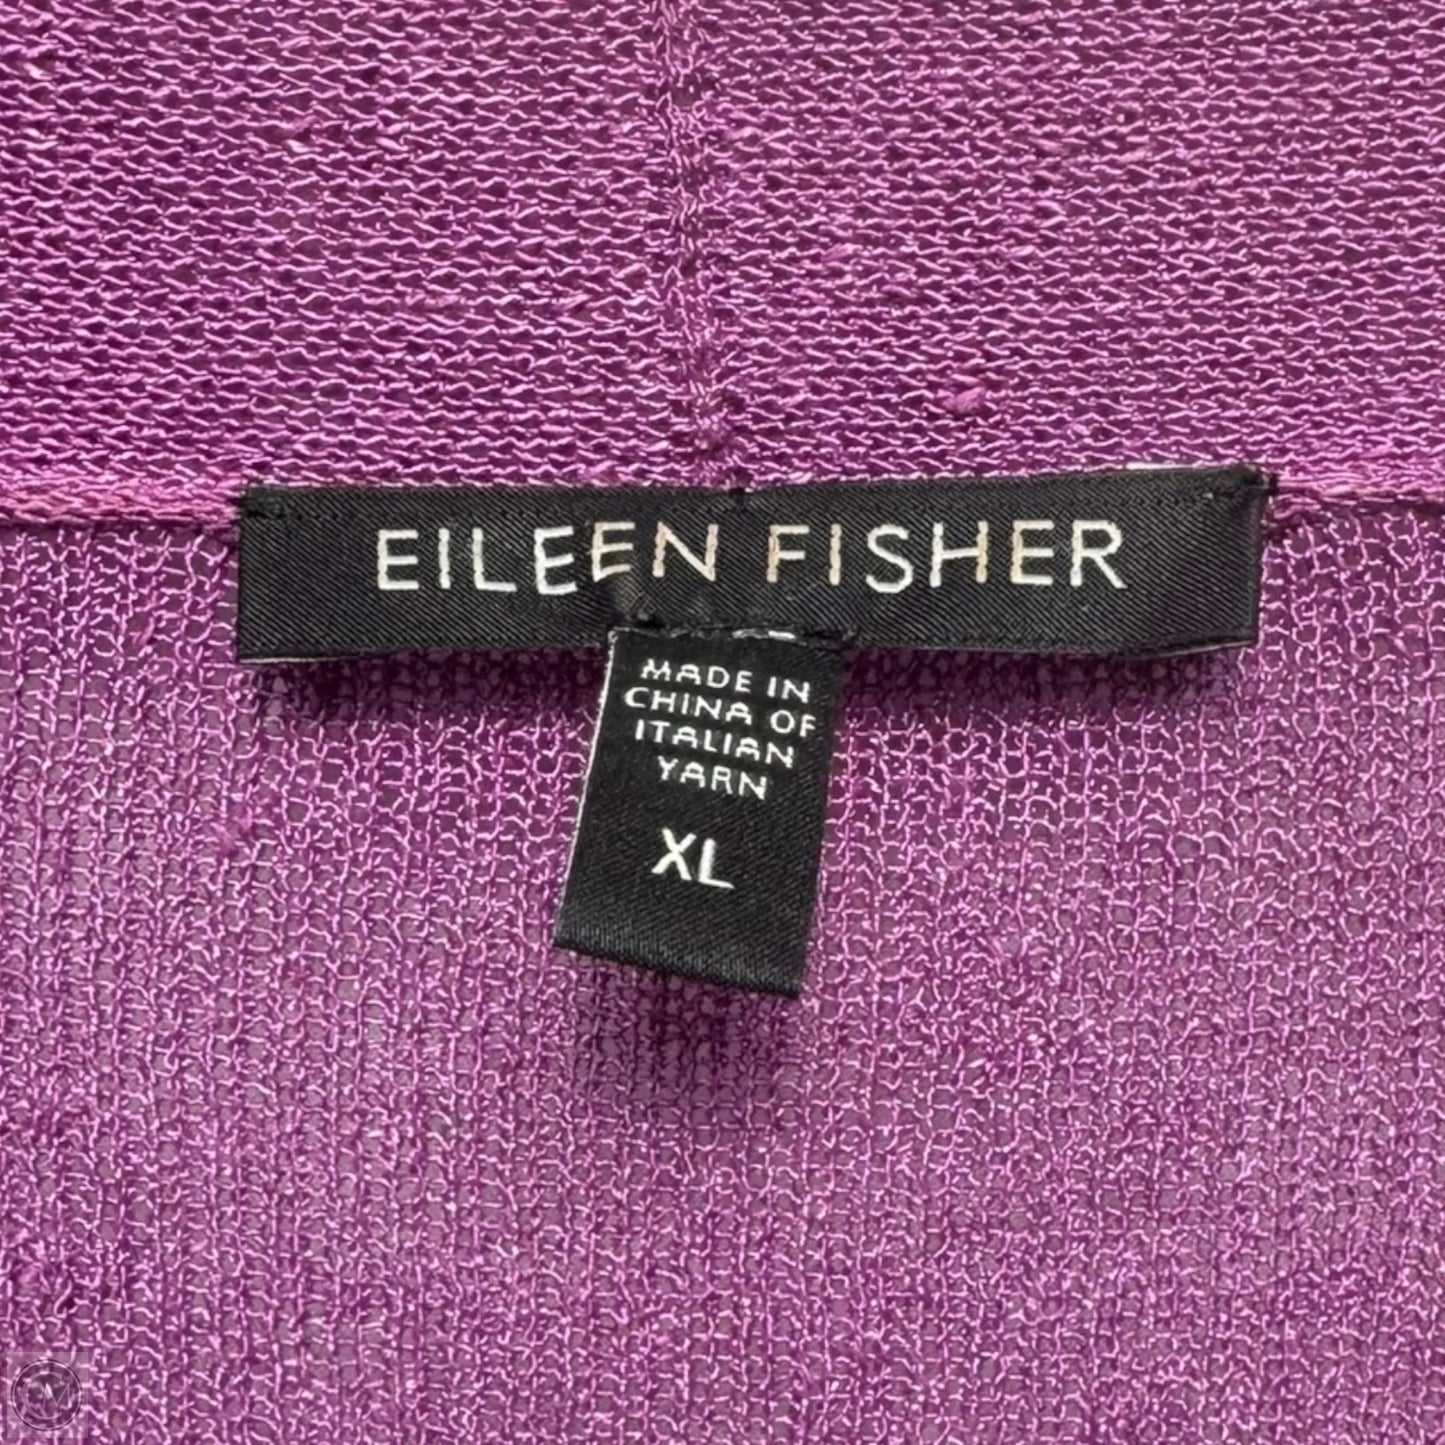 EILEEN FISHER
MADE IN
CHINA OF
ITALIAN
YARN
XL